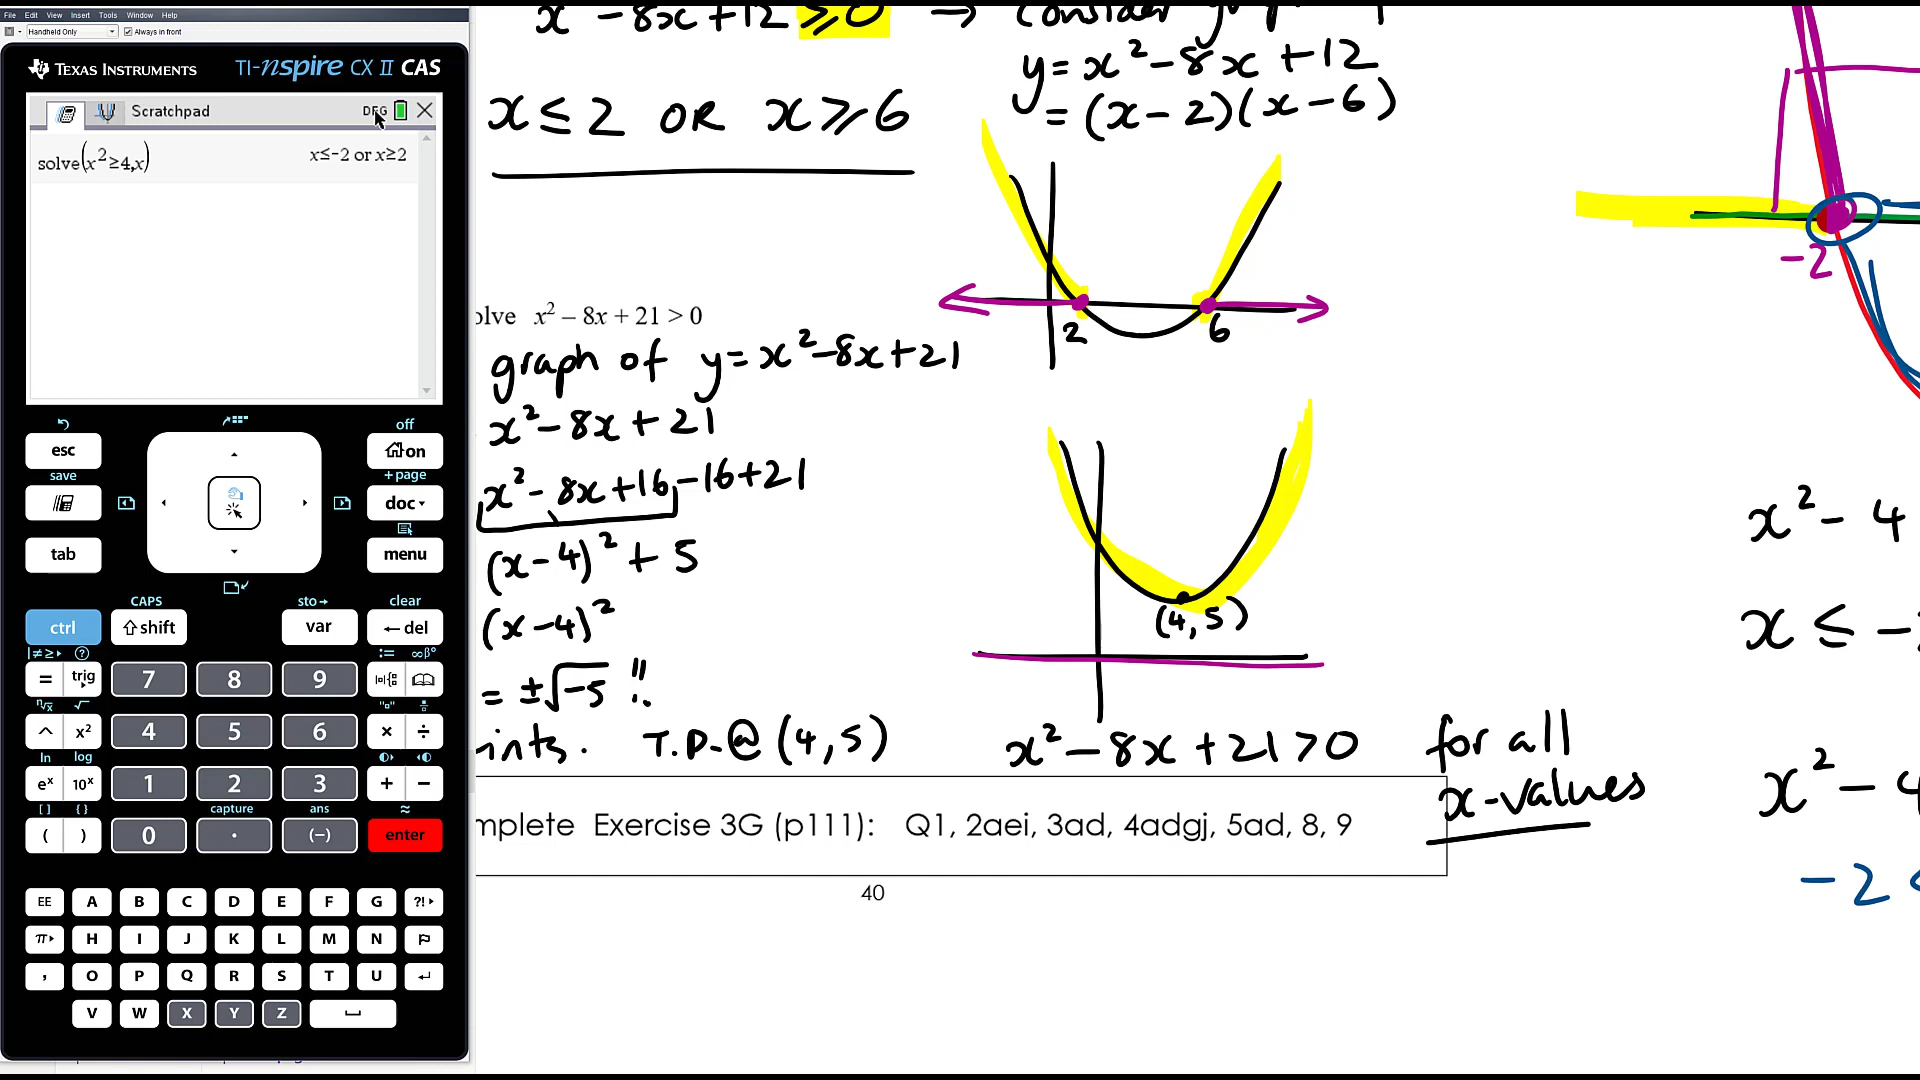 File Edit View Insert Tools Window Help
Handheld Only Always in front
TEXAS INSTRUMENTS TI-nspire CX II CAS
Scratchpad
solve(x²≥4,x) x≤-2 or x≥2
off
esc on
save +page
doc
tab menu
CAPS sto→ clear
ctrl shift var ←del
= trig 7 8 9
^ x² 4 5 6 × ÷
ln log
eˣ 10ˣ 1 2 3 + −
[] {} capture ans ≈
( ) 0 . (−) enter
EE A B C D E F G ?!▸
π▸ H I J K L M N
, O P Q R S T U
V W X Y Z
-8x+12 ≥0 →
y = x²-8x+12
= (x-2)(x-6)
x ≤ 2 OR x ≥ 6
2 6
olve x² – 8x + 21 > 0
graph of y=x²-8x+21
x²-8x+21
x²-8x+16-16+21
(x-4)²+5
(x-4)²
= ±√-5 !!
ints. T.P.@ (4,5)
(4,5)
x²-8x+21>0 for all
x-values
mplete Exercise 3G (p111): Q1, 2aei, 3ad, 4adgj, 5ad, 8, 9
40
-2
x²-4
x ≤ -
x²-4
-2 <